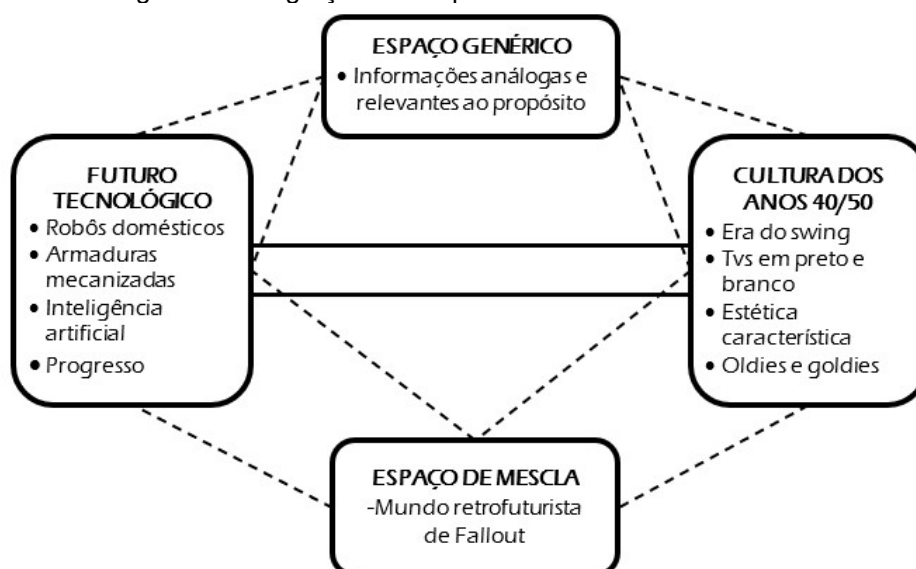 ESPAÇO GENÉRICO
• Informações análogas e
relevantes ao propósito
FUTURO
TECNOLÓGICO
• Robôs domésticos
• Armaduras
mecanizadas
• Inteligência
artificial
• Progresso
CULTURA DOS
ANOS 40/50
• Era do swing
• Tvs em preto e
branco
• Estética
característica
• Oldies e goldies
ESPAÇO DE MESCLA
-Mundo retrofuturista
de Fallout